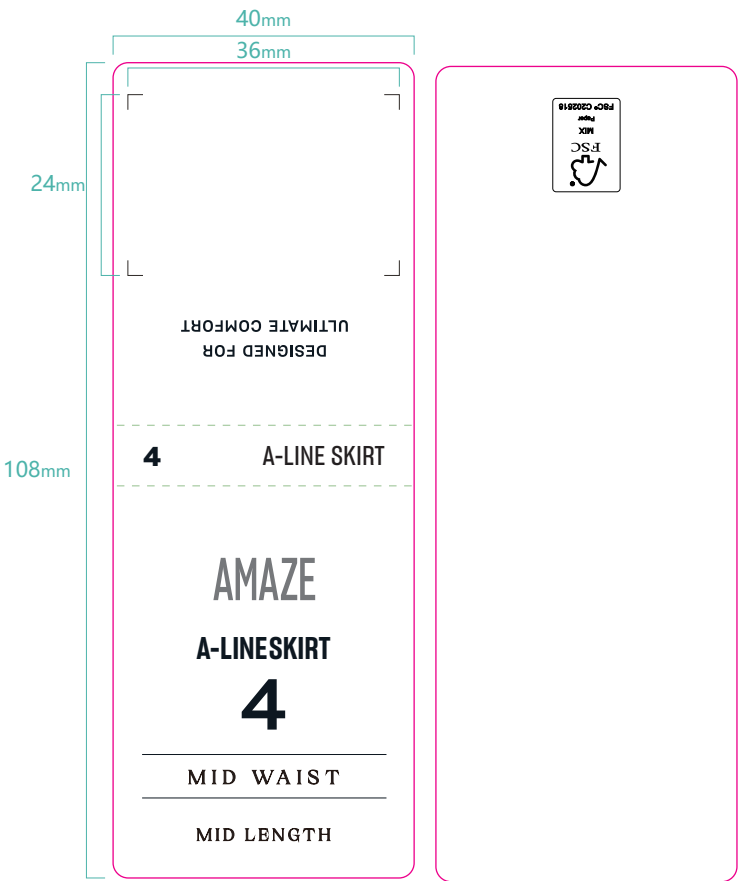 40mm
36mm
24mm
108mm
DESIGNED FOR
ULTIMATE COMFORT
4 A-LINE SKIRT
AMAZE
A-LINESKIRT
4
MID WAIST
MID LENGTH
FSC
MIX
Paper
FSC® C202518